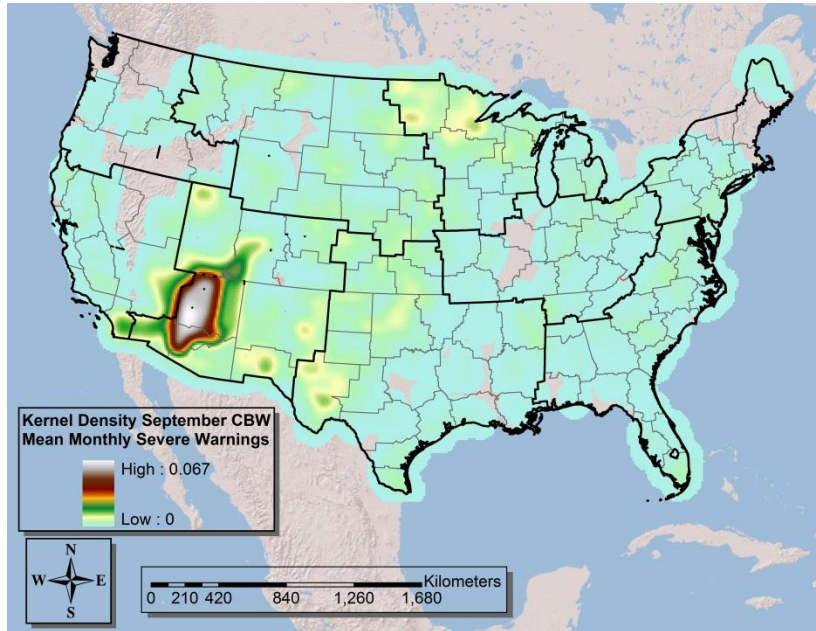 Kernel Density September CBW
Mean Monthly Severe Warnings
High : 0.067
Low : 0
N
W E
S
Kilometers
0 210 420 840 1,260 1,680